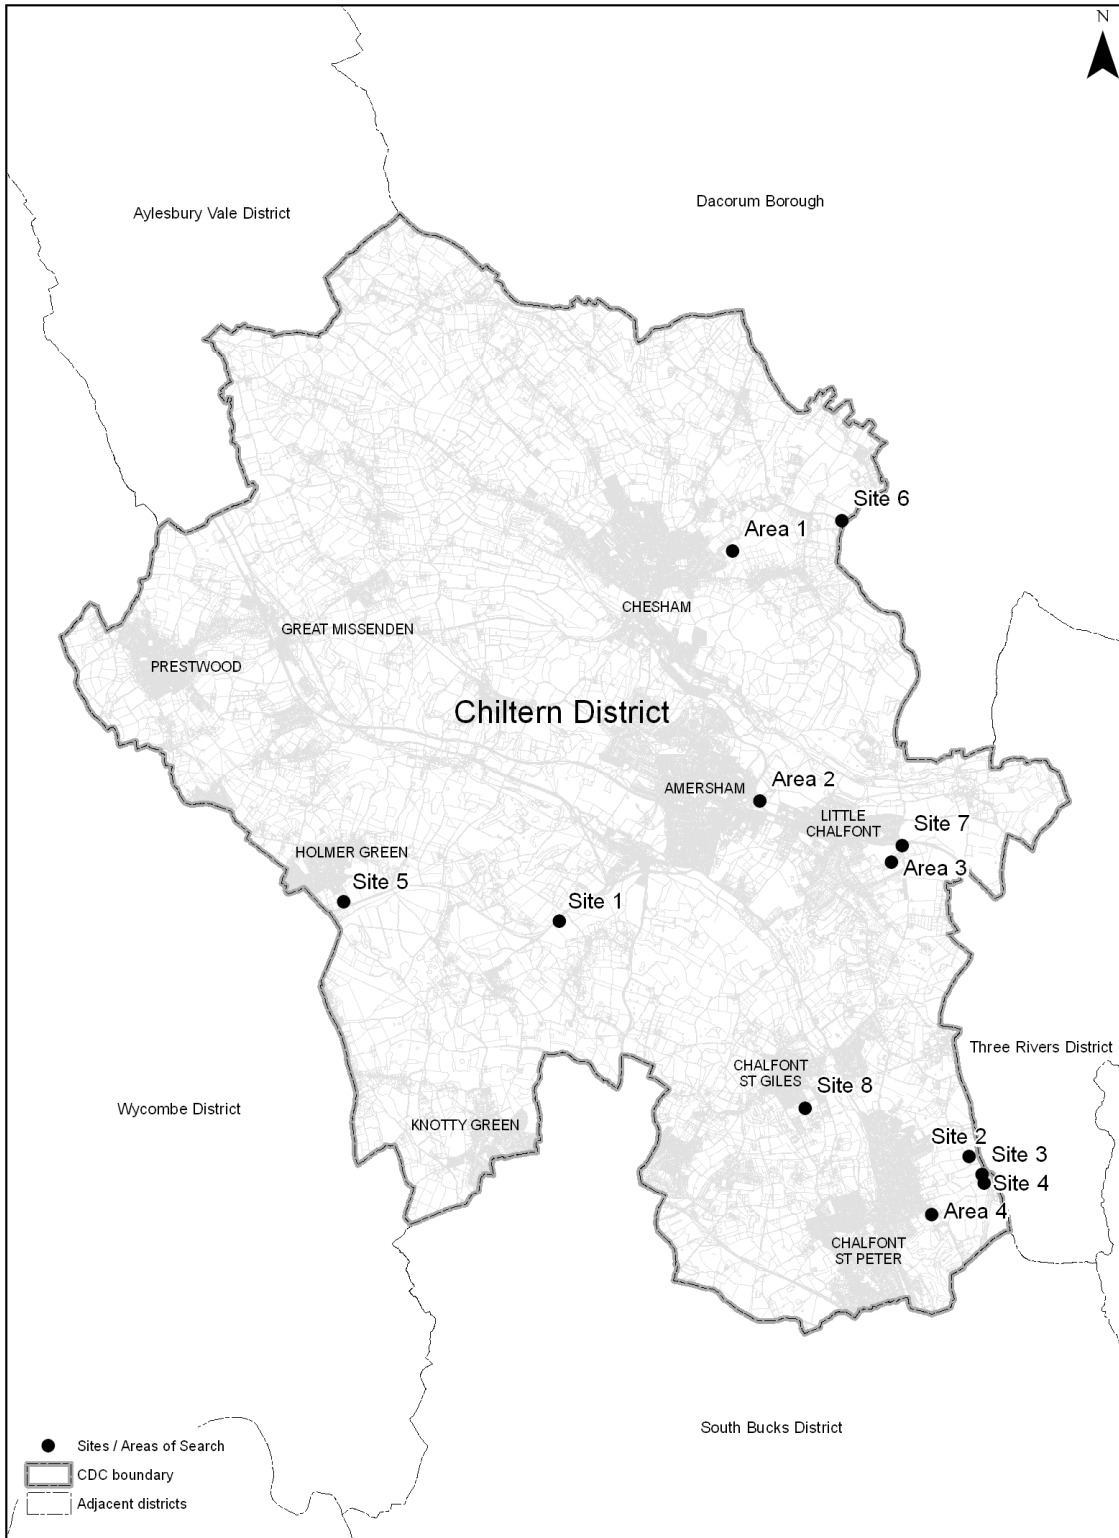 N
Dacorum Borough
Aylesbury Vale District
Site 6
Area 1
CHESHAM
GREAT MISSENDEN
PRESTWOOD
Chiltern District
Area 2
AMERSHAM
LITTLE
CHALFONT
Site 7
HOLMER GREEN
Area 3
Site 5
Site 1
Three Rivers District
CHALFONT
ST GILES
Site 8
Wycombe District
KNOTTY GREEN
Site 2
Site 3
Site 4
Area 4
CHALFONT
ST PETER
South Bucks District
Sites / Areas of Search
CDC boundary
Adjacent districts